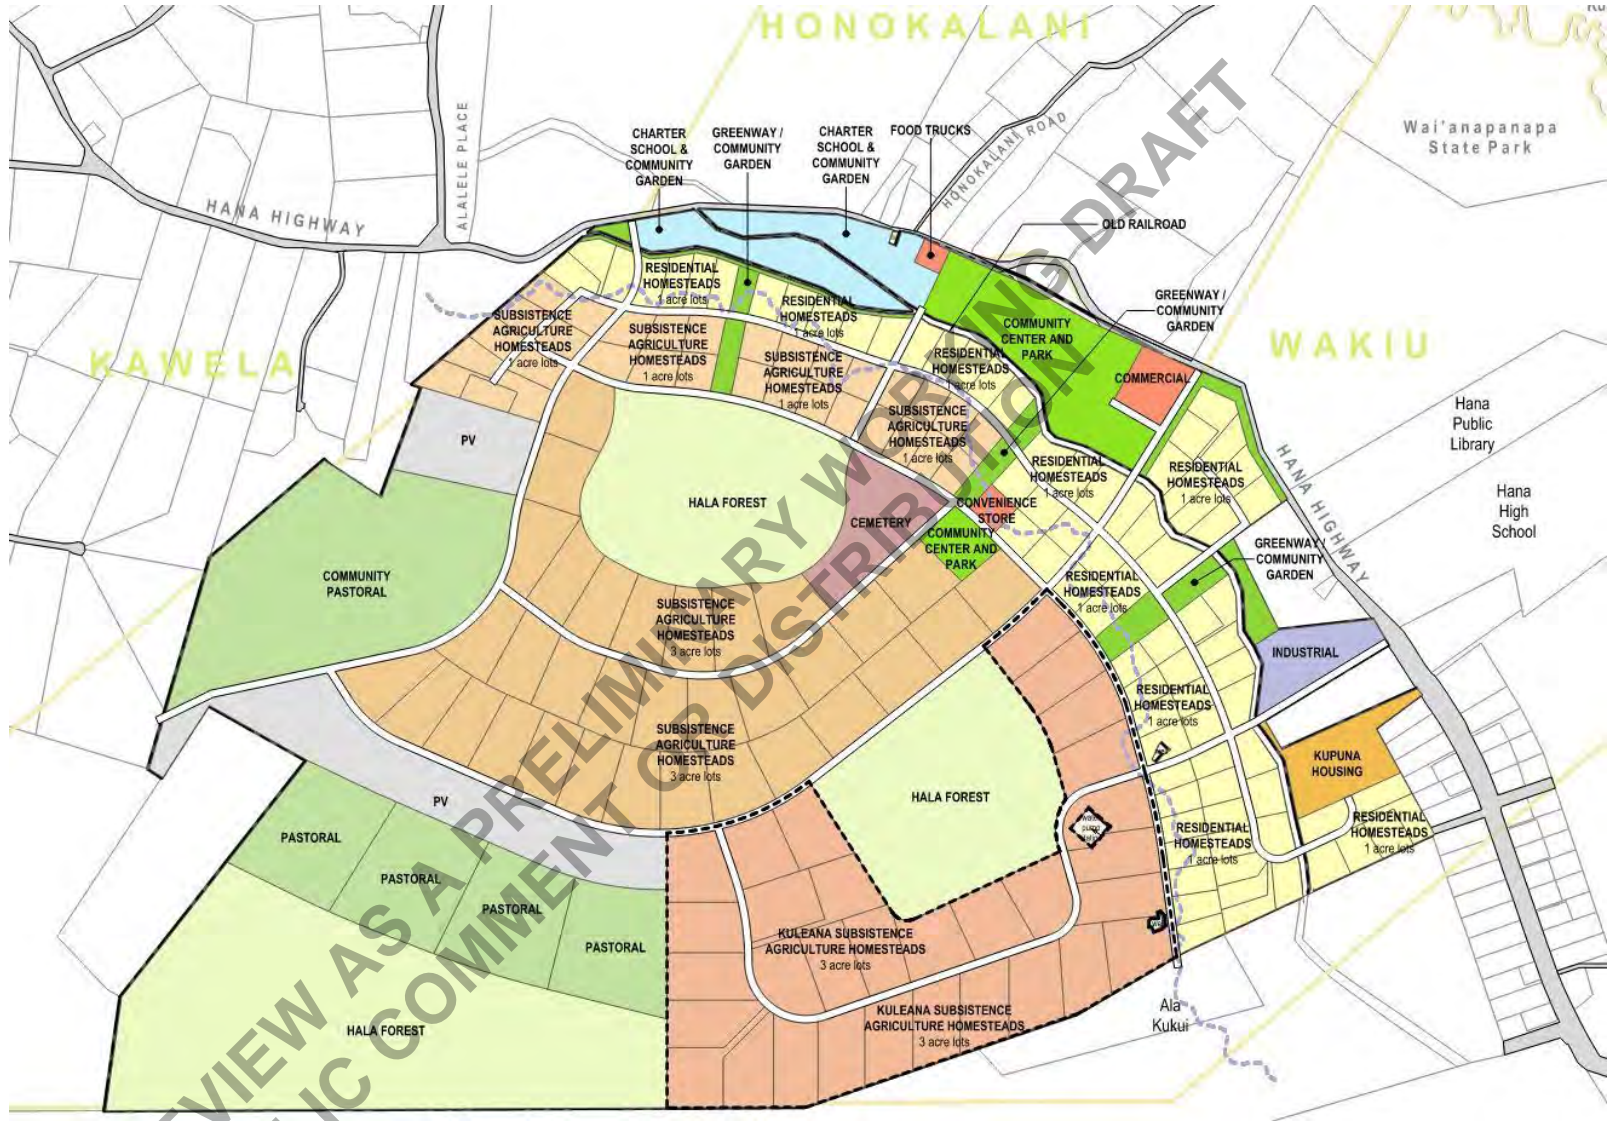 HONOKALANI
ALALELE PLACE
HANA HIGHWAY
CHARTER
SCHOOL &
COMMUNITY
GARDEN
GREENWAY /
COMMUNITY
GARDEN
CHARTER
SCHOOL &
COMMUNITY
GARDEN
FOOD TRUCKS
HONOKALANI ROAD
Wai'anapanapa
State Park
OLD RAILROAD
RESIDENTIAL
HOMESTEADS
1 acre lots
RESIDENTIAL
HOMESTEADS
1 acre lots
GREENWAY /
COMMUNITY
GARDEN
KAWELA
WAKIU
SUBSISTENCE
AGRICULTURE
HOMESTEADS
1 acre lots
SUBSISTENCE
AGRICULTURE
HOMESTEADS
1 acre lots
SUBSISTENCE
AGRICULTURE
HOMESTEADS
1 acre lots
RESIDENTIAL
HOMESTEADS
1 acre lots
COMMUNITY
CENTER AND
PARK
COMMERCIAL
SUBSISTENCE
AGRICULTURE
HOMESTEADS
1 acre lots
Hana
Public
Library
PV
RESIDENTIAL
HOMESTEADS
1 acre lots
RESIDENTIAL
HOMESTEADS
1 acre lots
HANA HIGHWAY
Hana
High
School
HALA FOREST
CEMETERY
CONVENIENCE
STORE
COMMUNITY
CENTER AND
PARK
GREENWAY /
COMMUNITY
GARDEN
COMMUNITY
PASTORAL
RESIDENTIAL
HOMESTEADS
1 acre lots
SUBSISTENCE
AGRICULTURE
HOMESTEADS
3 acre lots
INDUSTRIAL
RESIDENTIAL
HOMESTEADS
1 acre lots
SUBSISTENCE
AGRICULTURE
HOMESTEADS
3 acre lots
KUPUNA
HOUSING
PV
HALA FOREST
PASTORAL
PASTORAL
PASTORAL
PASTORAL
RESIDENTIAL
HOMESTEADS
1 acre lots
RESIDENTIAL
HOMESTEADS
1 acre lots
KULEANA SUBSISTENCE
AGRICULTURE HOMESTEADS
3 acre lots
KULEANA SUBSISTENCE
AGRICULTURE HOMESTEADS
3 acre lots
HALA FOREST
Ala
Kukui
AS A PRELIMINARY WORKING DRAFT
COMMENT OR DISTRIBUTION